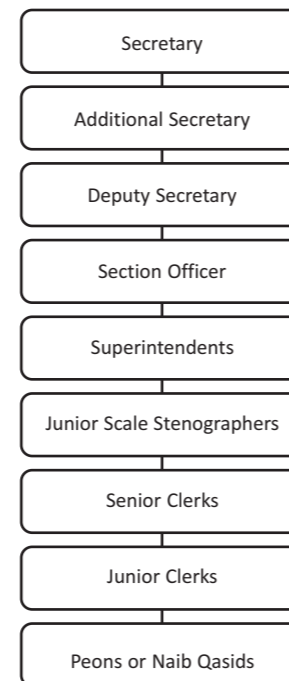 Secretary
Additional Secretary
Deputy Secretary
Section Officer
Superintendents
Junior Scale Stenographers
Senior Clerks
Junior Clerks
Peons or Naib Qasids